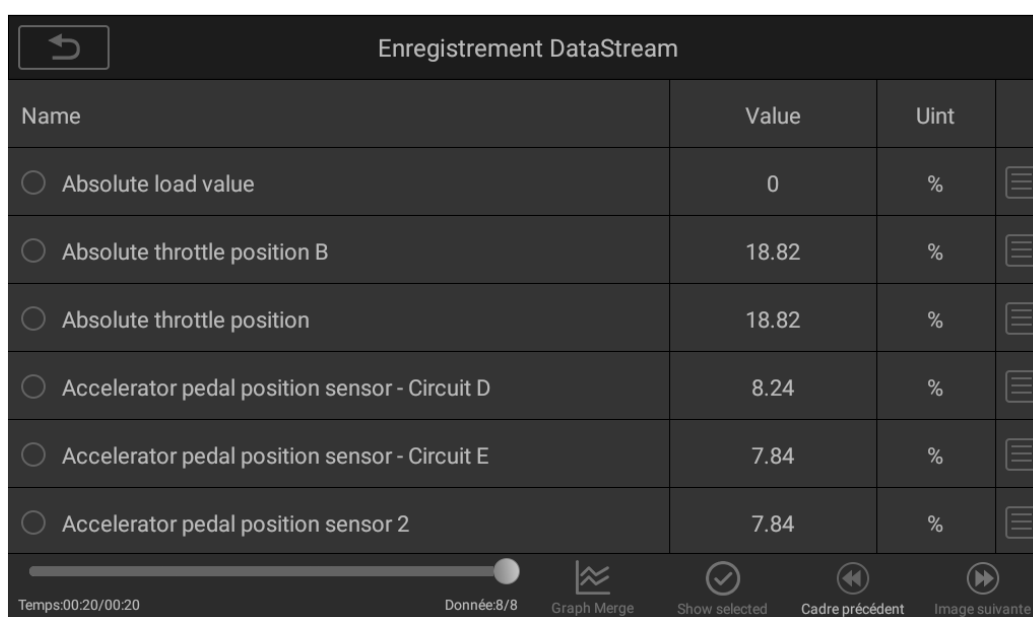 Enregistrement DataStream
Name Value Uint
Absolute load value 0 %
Absolute throttle position B 18.82 %
Absolute throttle position 18.82 %
Accelerator pedal position sensor - Circuit D 8.24 %
Accelerator pedal position sensor - Circuit E 7.84 %
Accelerator pedal position sensor 2 7.84 %
Temps:00:20/00:20 Donnée:8/8 Graph Merge Show selected Cadre précédent Image suivante